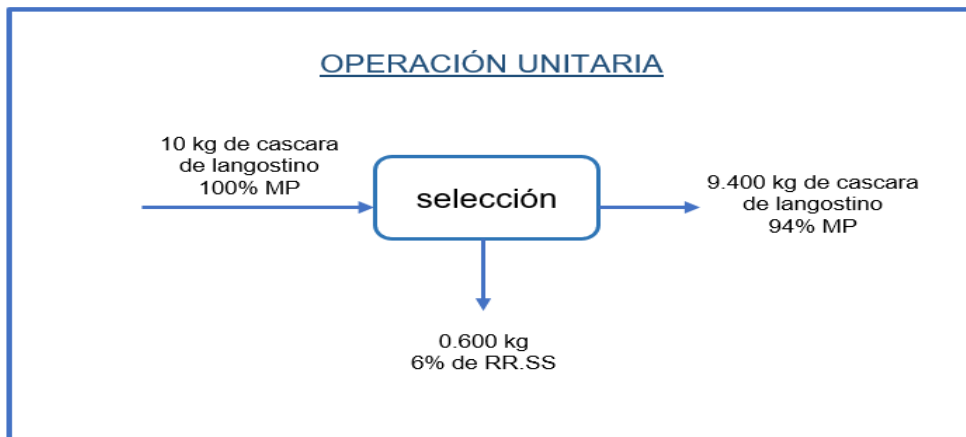 OPERACIÓN UNITARIA
10 kg de cascara
de langostino
100% MP
selección
9.400 kg de cascara
de langostino
94% MP
0.600 kg
6% de RR.SS